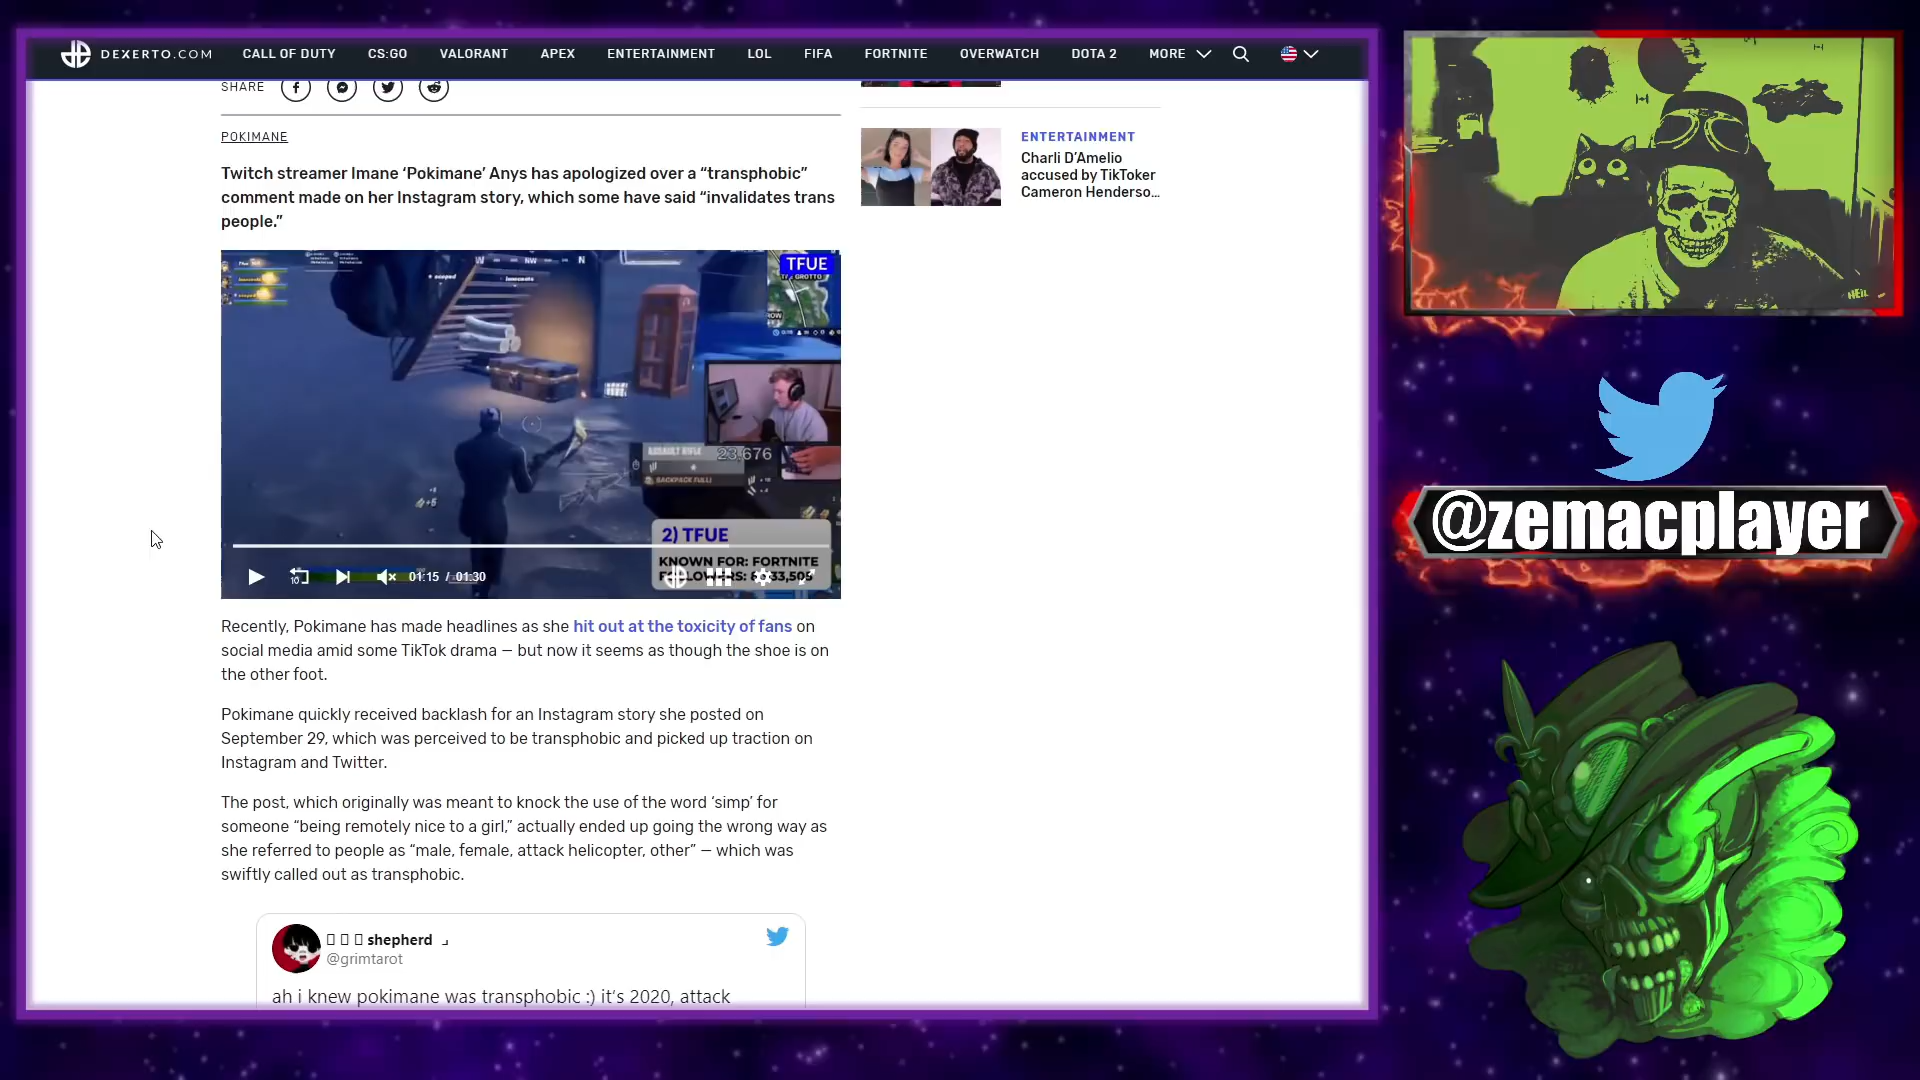 DEXERTO.COM CALL OF DUTY CS:GO VALORANT APEX ENTERTAINMENT LOL FIFA FORTNITE OVERWATCH DOTA 2 MORE
SHARE
POKIMANE
Twitch streamer Imane ‘Pokimane’ Anys has apologized over a “transphobic”
comment made on her Instagram story, which some have said “invalidates trans
people.”
W NW N
TFUE
23,676
ASSAULT RIFLE
BACKPACK FULL!
2) TFUE
KNOWN FOR: FORTNITE
01:15 / 01:30
Recently, Pokimane has made headlines as she hit out at the toxicity of fans on
social media amid some TikTok drama — but now it seems as though the shoe is on
the other foot.
Pokimane quickly received backlash for an Instagram story she posted on
September 29, which was perceived to be transphobic and picked up traction on
Instagram and Twitter.
The post, which originally was meant to knock the use of the word ‘simp’ for
someone “being remotely nice to a girl,” actually ended up going the wrong way as
she referred to people as “male, female, attack helicopter, other” — which was
swiftly called out as transphobic.
shepherd
@grimtarot
ah i knew pokimane was transphobic :) it’s 2020, attack
ENTERTAINMENT
Charli D’Amelio
accused by TikToker
Cameron Henderso...
@zemacplayer